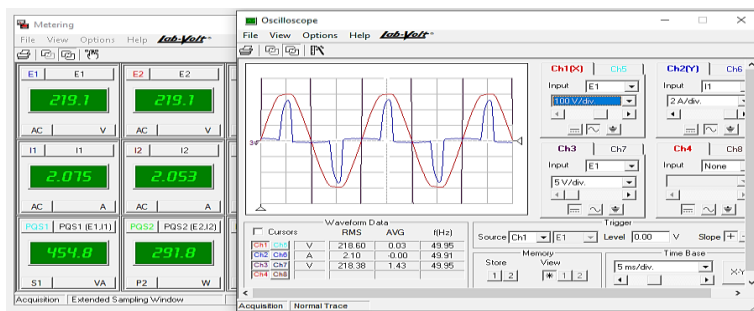 Metering
File View Options Help Lab-Volt™
E1 E1 E2 E2
219.1 219.1
AC V AC V
I1 I1 I2 I2
2.075 2.053
AC A AC A
PQS1 PQS1 (E1,I1) PQS2 PQS2 (E2,I2)
454.8 291.8
S1 VA P2 W
Acquisition Extended Sampling Window
Oscilloscope
File View Options Help Lab-Volt™
Ch1(X) Ch5 Ch2(Y) Ch6
Input E1 Input I1
100 V/div. 2 A/div.
Ch3 Ch7 Ch4 Ch8
Input E1 Input None
5 V/div.
Waveform Data
Cursors RMS AVG f(Hz)
Ch1 Ch5 V 218.60 0.03 49.95
Ch2 Ch6 A 2.10 -0.00 49.91
Ch3 Ch7 V 218.38 1.43 49.95
Ch4 Ch8
Trigger
Source Ch1 E1 Level 0.00 V Slope + -
Memory
Store View
1 2 * 1 2
Time Base
5 ms/div. X-Y
Acquisition Normal Trace